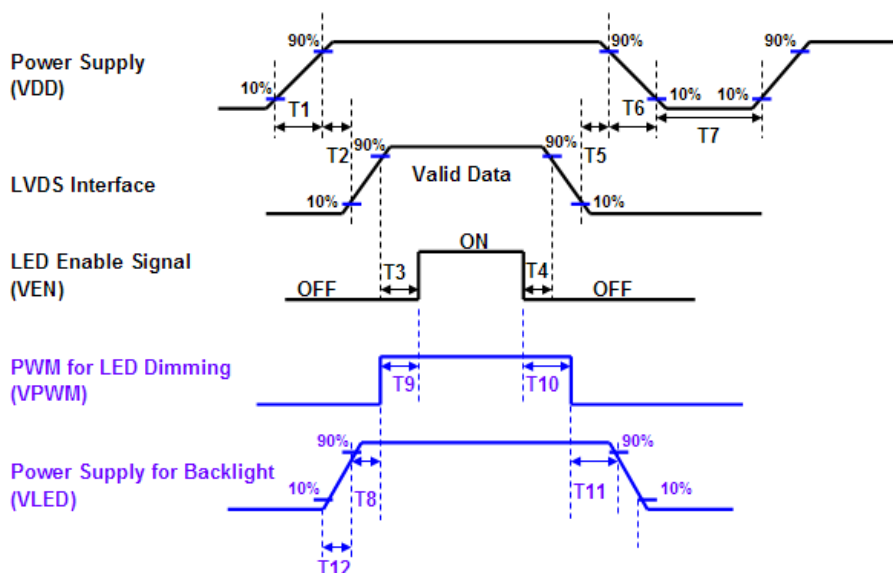 Power Supply
(VDD)
90%
90%
90%
10%
10%
10%
T1
T6
T7
T2
T5
LVDS Interface
90%
90%
Valid Data
10%
10%
LED Enable Signal
(VEN)
ON
T3
T4
OFF
OFF
PWM for LED Dimming
(VPWM)
T9
T10
Power Supply for Backlight
(VLED)
90%
90%
10%
10%
T8
T11
T12